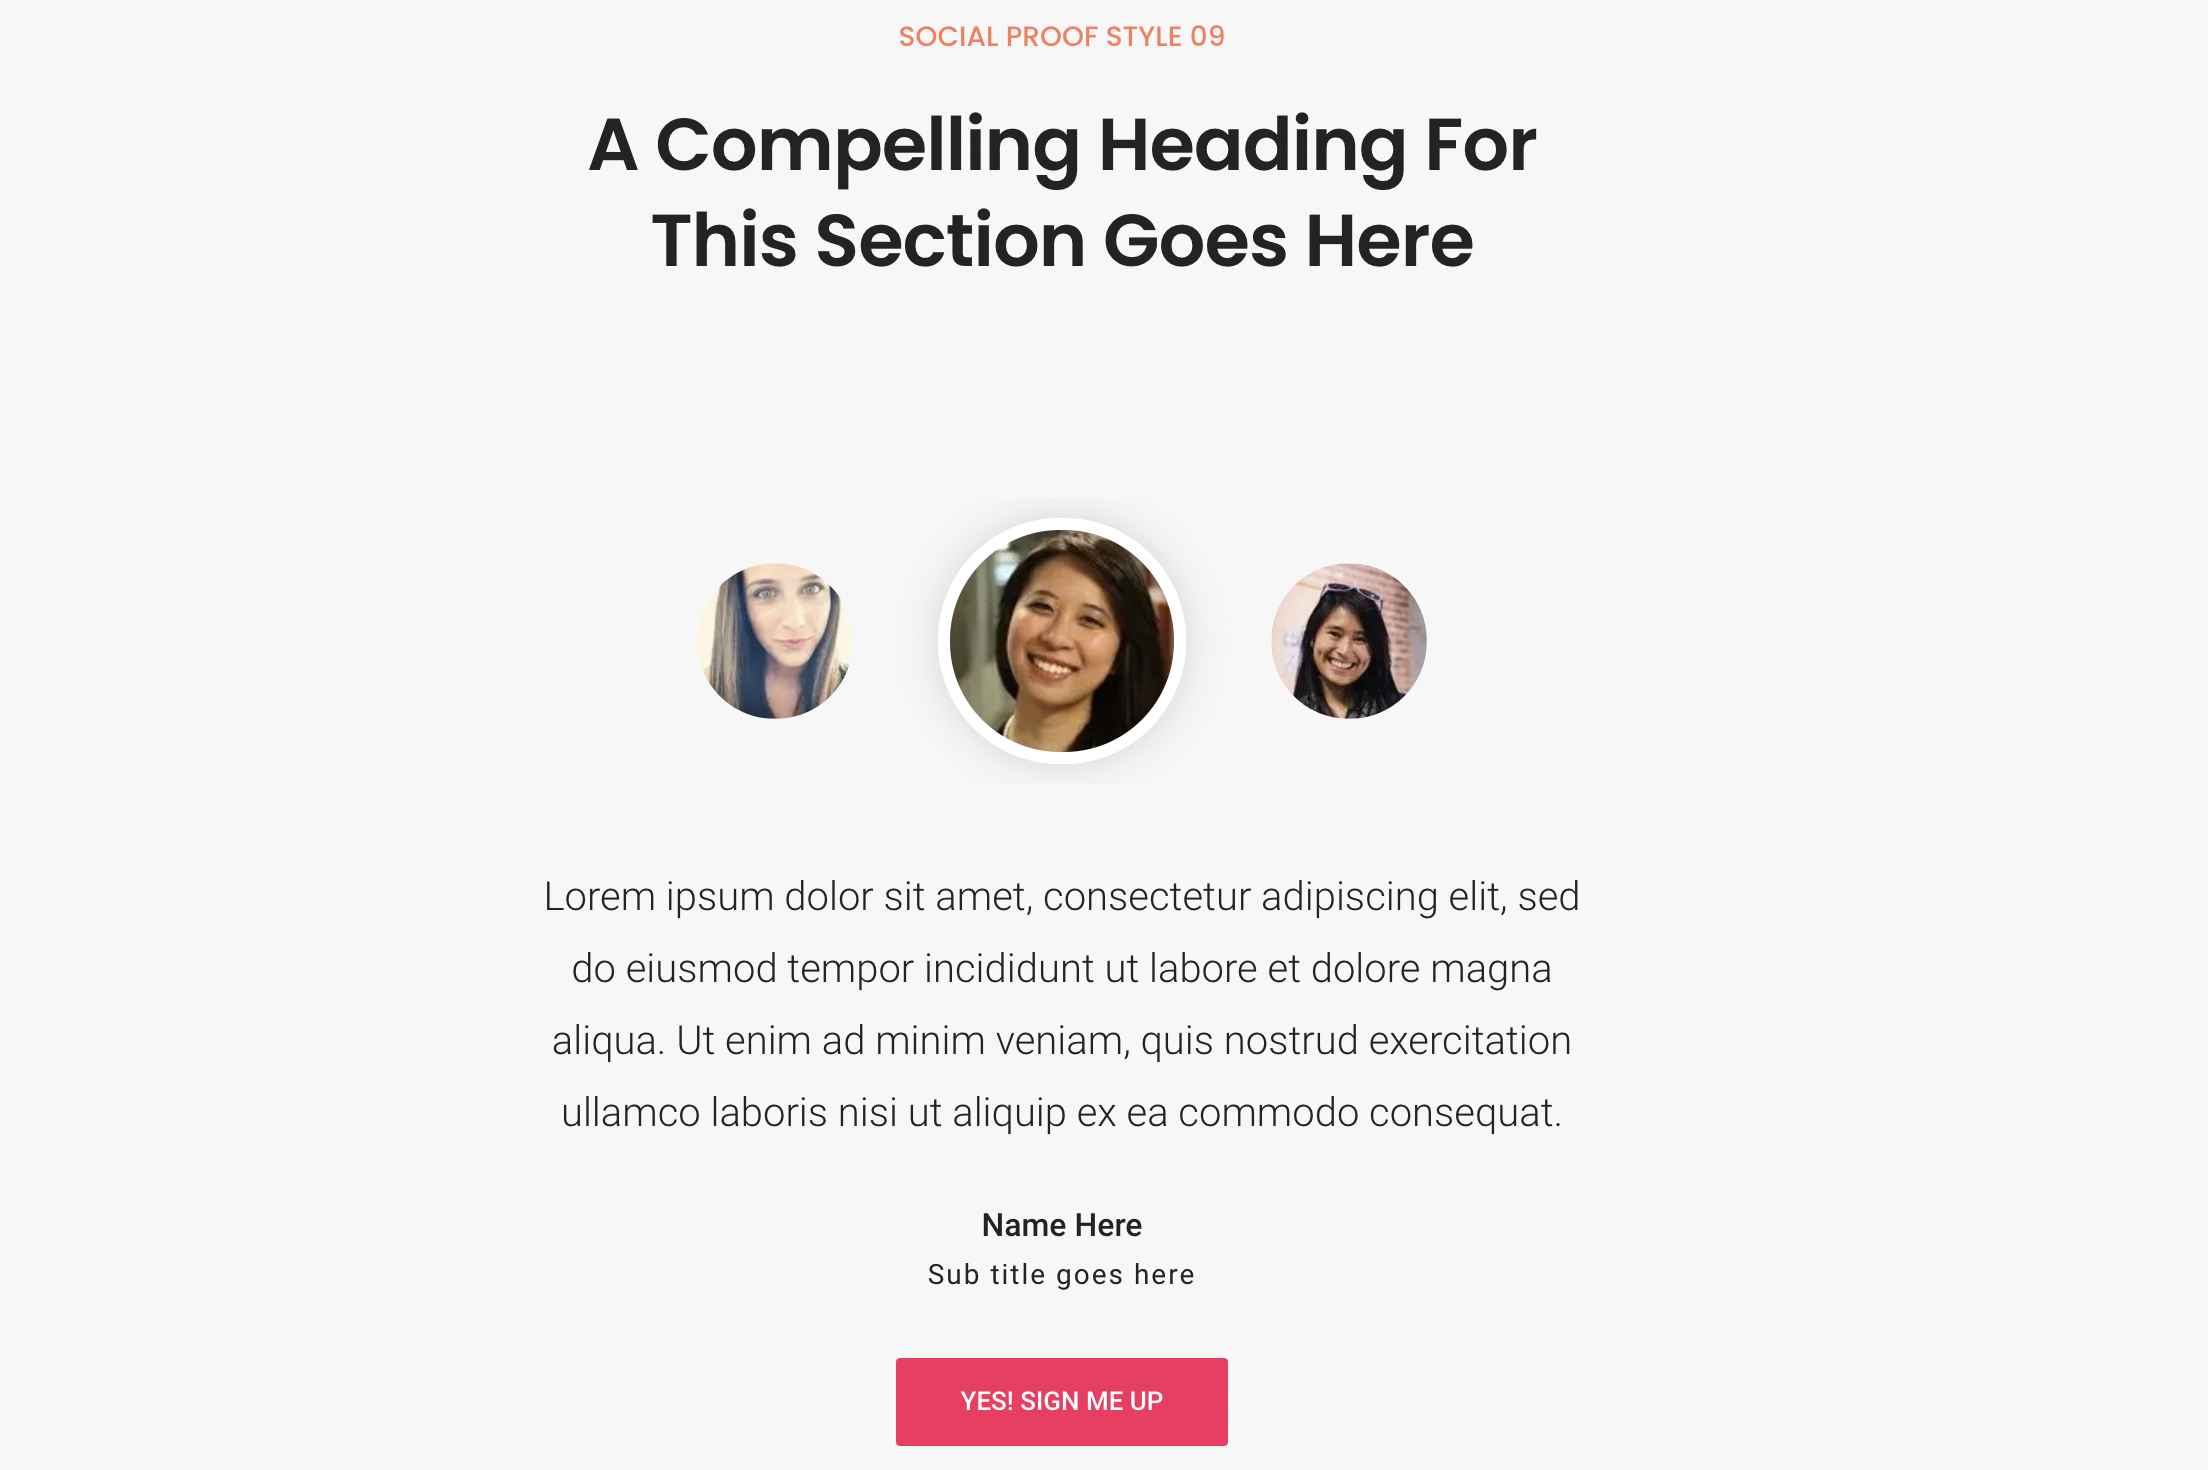 SOCIAL PROOF STYLE 09
A Compelling Heading For
This Section Goes Here
Lorem ipsum dolor sit amet, consectetur adipiscing elit, sed
do eiusmod tempor incididunt ut labore et dolore magna
aliqua. Ut enim ad minim veniam, quis nostrud exercitation
ullamco laboris nisi ut aliquip ex ea commodo consequat.
Name Here
Sub title goes here
YES! SIGN ME UP